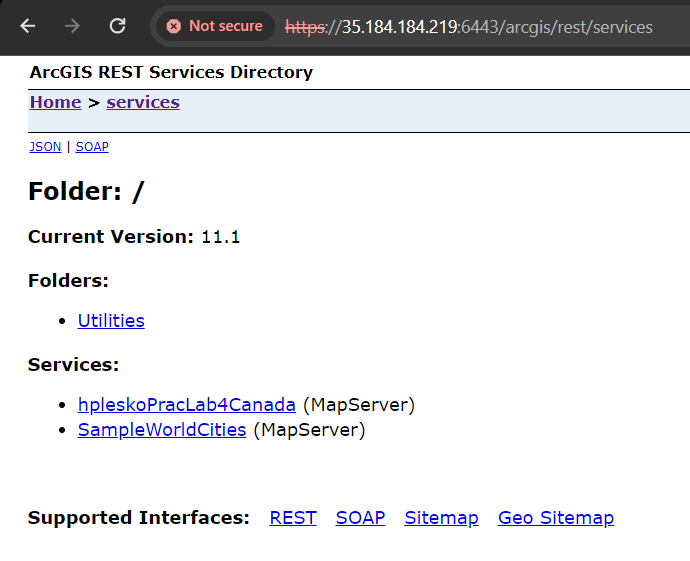 Not secure https://35.184.184.219:6443/arcgis/rest/services
ArcGIS REST Services Directory
Home > services
JSON | SOAP
Folder: /
Current Version: 11.1
Folders:
Utilities
Services:
hpleskoPracLab4Canada (MapServer)
SampleWorldCities (MapServer)
Supported Interfaces: REST SOAP Sitemap Geo Sitemap